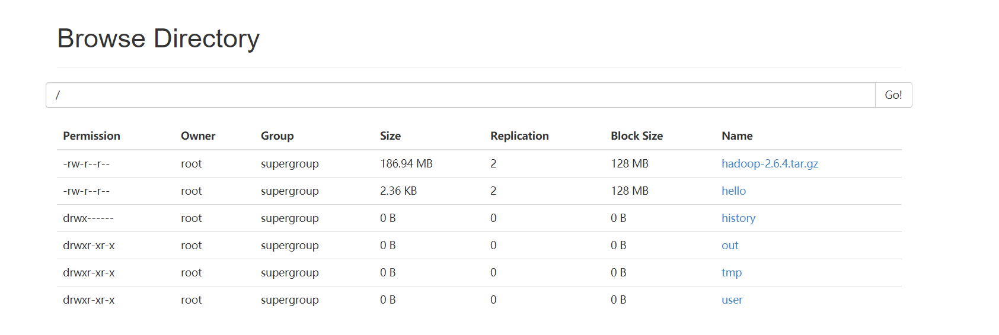 Browse Directory
/ Go!
Permission Owner Group Size Replication Block Size Name
-rw-r--r-- root supergroup 186.94 MB 2 128 MB hadoop-2.6.4.tar.gz
-rw-r--r-- root supergroup 2.36 KB 2 128 MB hello
drwx------ root supergroup 0 B 0 0 B history
drwxr-xr-x root supergroup 0 B 0 0 B out
drwxr-xr-x root supergroup 0 B 0 0 B tmp
drwxr-xr-x root supergroup 0 B 0 0 B user